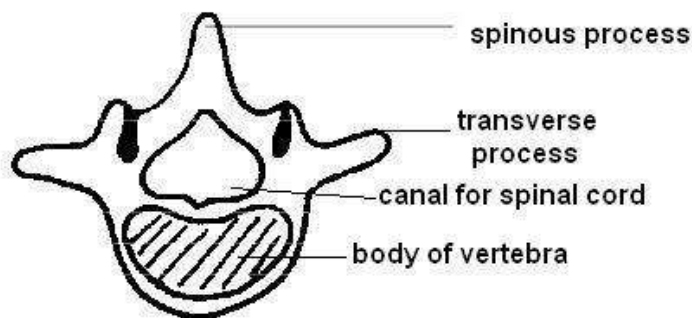 spinous process
transverse
process
canal for spinal cord
body of vertebra